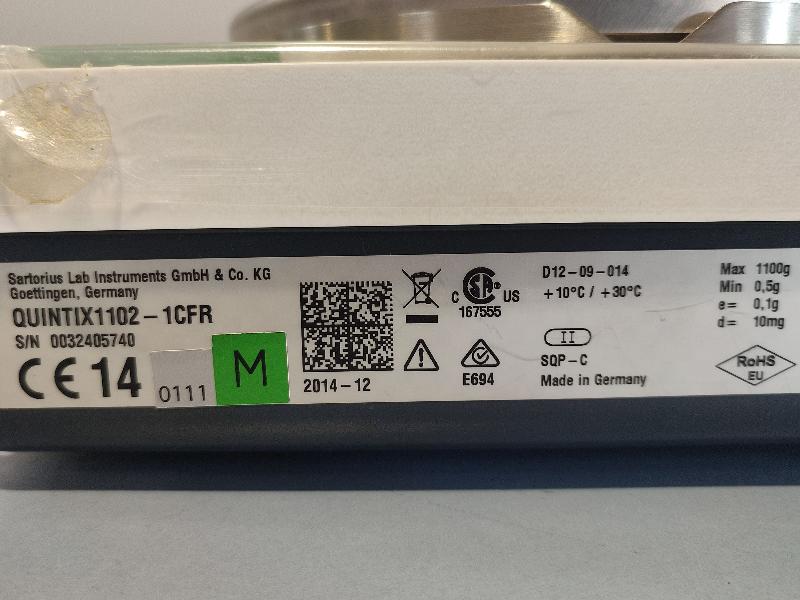 Sartorius Lab Instruments GmbH & Co. KG
Goettingen, Germany
QUINTIX1102-1CFR
S/N 0032405740
CE 14
0111
M
2014-12
C SA® US
167555
E694
D12-09-014
+10°C / +30°C
II
SQP-C
Made in Germany
Max 1100g
Min 0,5g
e= 0,1g
d= 10mg
RoHS
EU